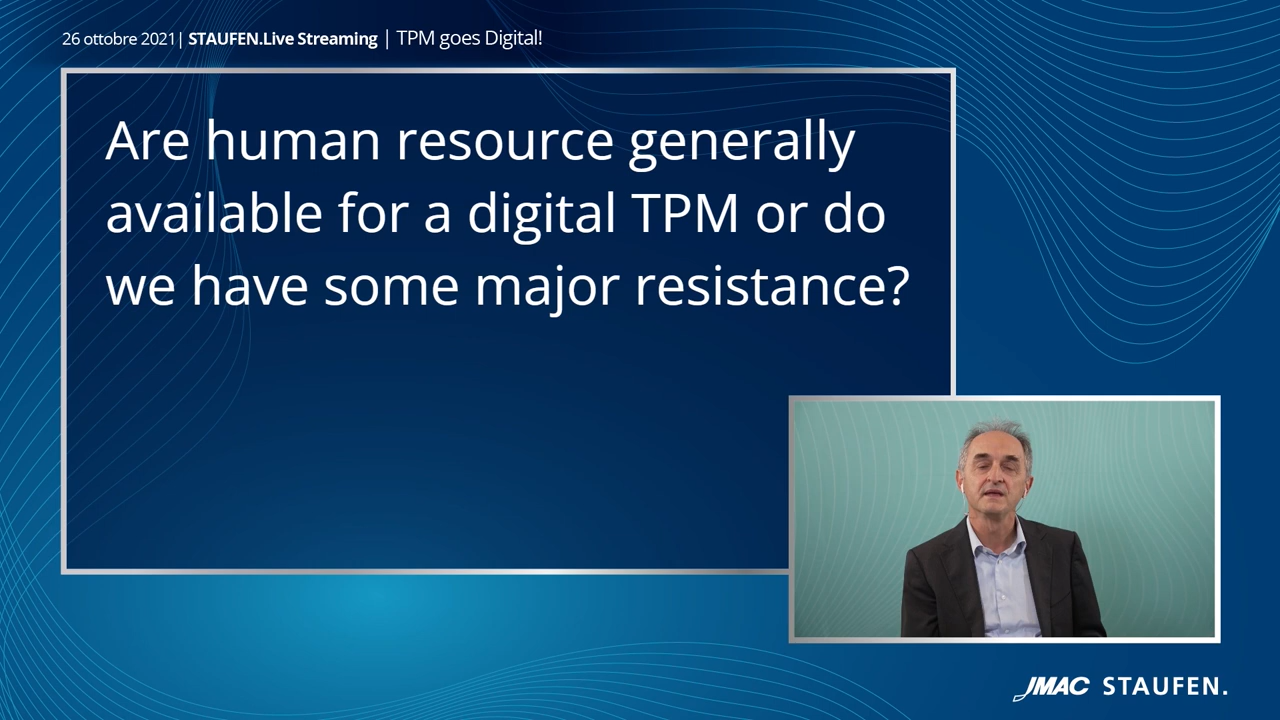 26 ottobre 2021| STAUFEN.Live Streaming | TPM goes Digital!
Are human resource generally
available for a digital TPM or do
we have some major resistance?
JMAC STAUFEN.